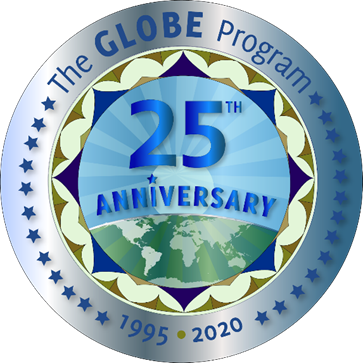 The GLOBE Program
25TH
ANNIVERSARY
1995 • 2020